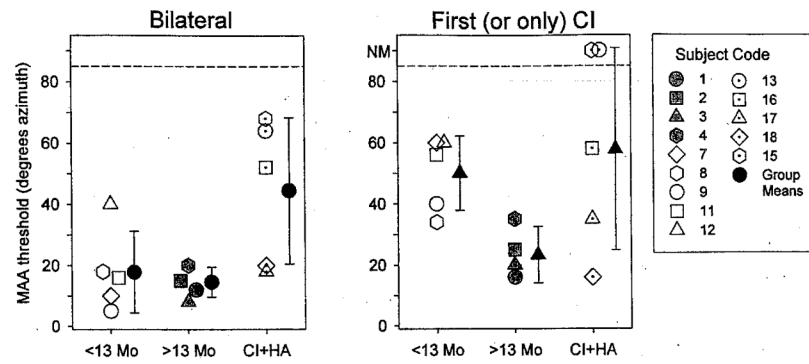 Bilateral
First (or only) CI
MAA threshold (degrees azimuth)
80
60
40
20
0
<13 Mo
>13 Mo
CI+HA
NM
80
60
40
20
0
<13 Mo
>13 Mo
CI+HA
Subject Code
1
2
3
4
7
8
9
11
12
13
16
17
18
15
Group
Means